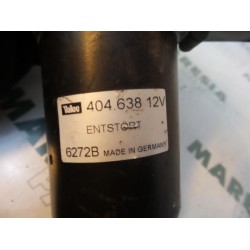 Valeo 404.638 12V
ENTSTÖRT
6272B MADE IN GERMANY